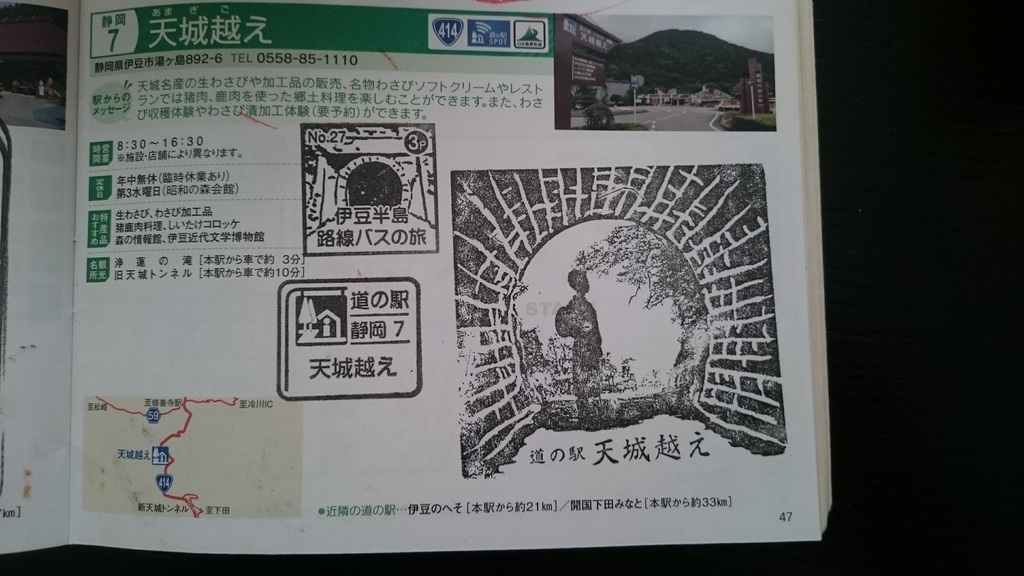 静岡
7
あまぎご
天城越え
414
道の駅
SPOT
静岡県伊豆市湯ヶ島892-6 TEL 0558-85-1110
駅からの
メッセージ
天城名産の生わさびや加工品の販売、名物わさびソフトクリームやレスト
ランでは猪肉、鹿肉を使った郷土料理を楽しむことができます。また、わさ
び収穫体験やわさび漬加工体験(要予約)ができます。
営業
時間
8:30~16:30
※施設・店舗により異なります。
定休日
年中無休(臨時休業あり)
第3水曜日(昭和の森会館)
特産品
おすすめ
生わさび、わさび加工品
猪鹿肉料理、しいたけコロッケ
森の情報館、伊豆近代文学博物館
観光
名所
浄蓮の滝 [本駅から車で約 3分]
旧天城トンネル [本駅から車で約10分]
No.27
3P
伊豆半島
路線バスの旅
道の駅
静岡 7
天城越え
STA
道の駅 天城越え
至松崎
至修善寺駅
至冷川IC
59
天城越え
414
新天城トンネル
至下田
●近隣の道の駅…伊豆のへそ[本駅から約21km]/開国下田みなと[本駅から約33km]
47
km]